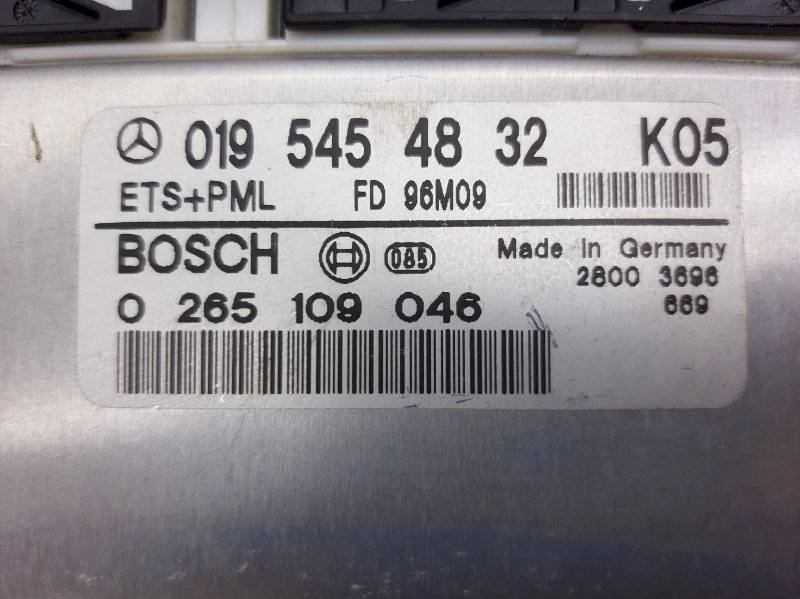 019 545 48 32 K05
ETS+PML FD 96M09
BOSCH 085 Made In Germany
2800 3696
0 265 109 046 669